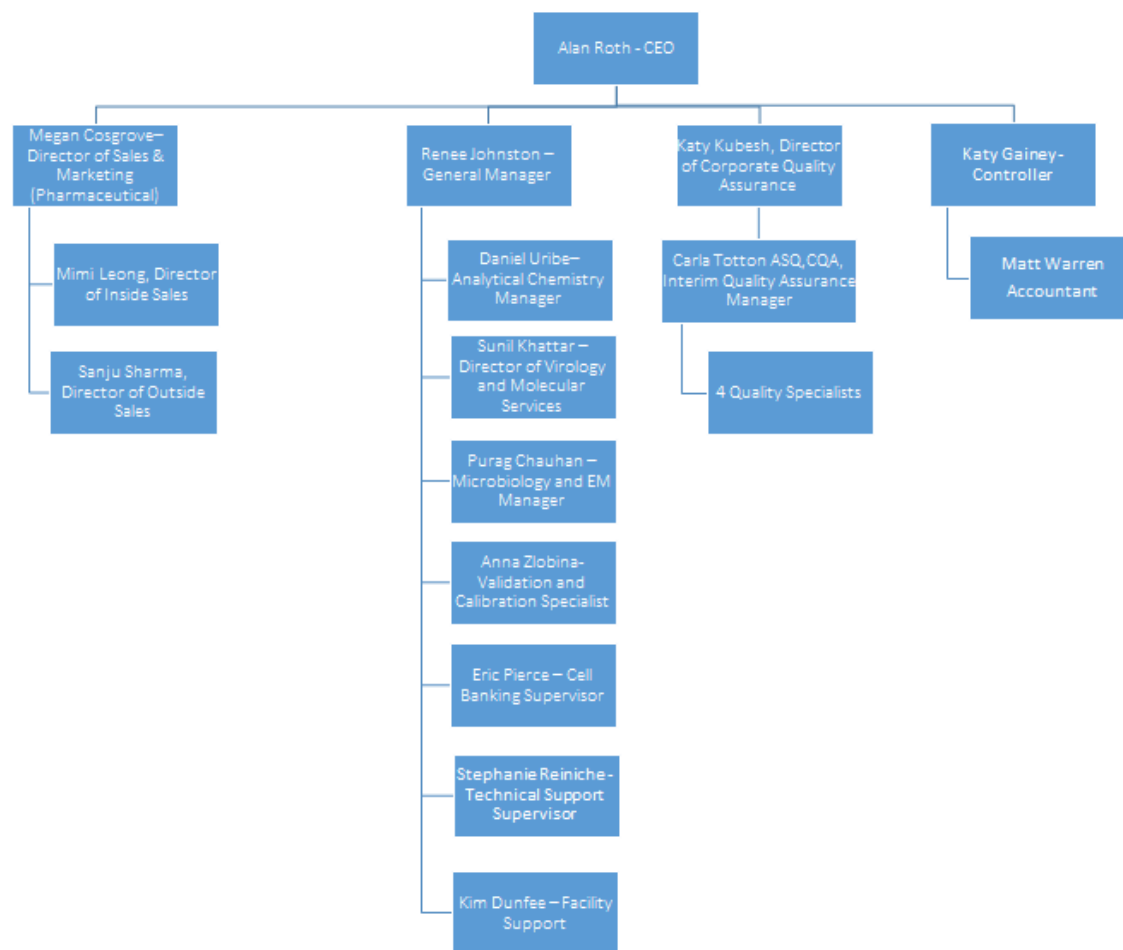 Alan Roth - CEO
Megan Cosgrove–
Director of Sales &
Marketing
(Pharmaceutical)
Mimi Leong, Director
of Inside Sales
Sanju Sharma,
Director of Outside
Sales
Renee Johnston –
General Manager
Daniel Uribe–
Analytical Chemistry
Manager
Sunil Khattar –
Director of Virology
and Molecular
Services
Purag Chauhan –
Microbiology and EM
Manager
Anna Zlobina-
Validation and
Calibration Specialist
Eric Pierce – Cell
Banking Supervisor
Stephanie Reiniche -
Technical Support
Supervisor
Kim Dunfee – Facility
Support
Katy Kubesh, Director
of Corporate Quality
Assurance
Carla Totton ASQ,CQA,
Interim Quality Assurance
Manager
4 Quality Specialists
Katy Gainey-
Controller
Matt Warren
Accountant